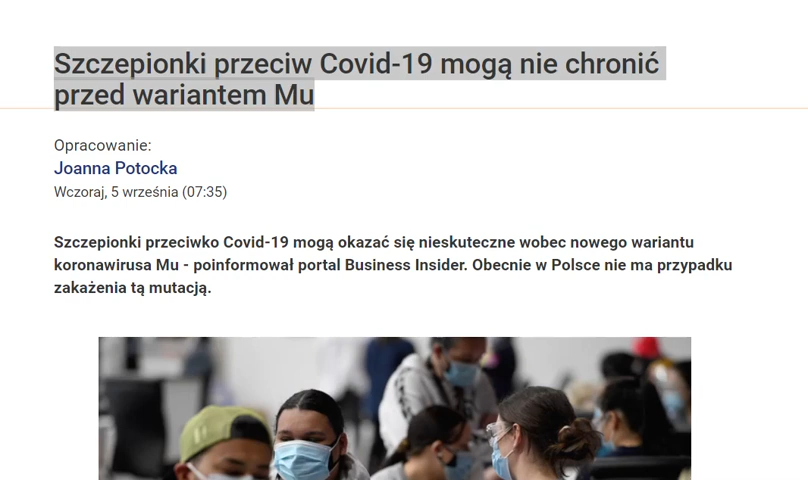 Szczepionki przeciw Covid-19 mogą nie chronić
przed wariantem Mu
Opracowanie:
Joanna Potocka
Wczoraj, 5 września (07:35)
Szczepionki przeciwko Covid-19 mogą okazać się nieskuteczne wobec nowego wariantu
koronawirusa Mu - poinformował portal Business Insider. Obecnie w Polsce nie ma przypadku
zakażenia tą mutacją.